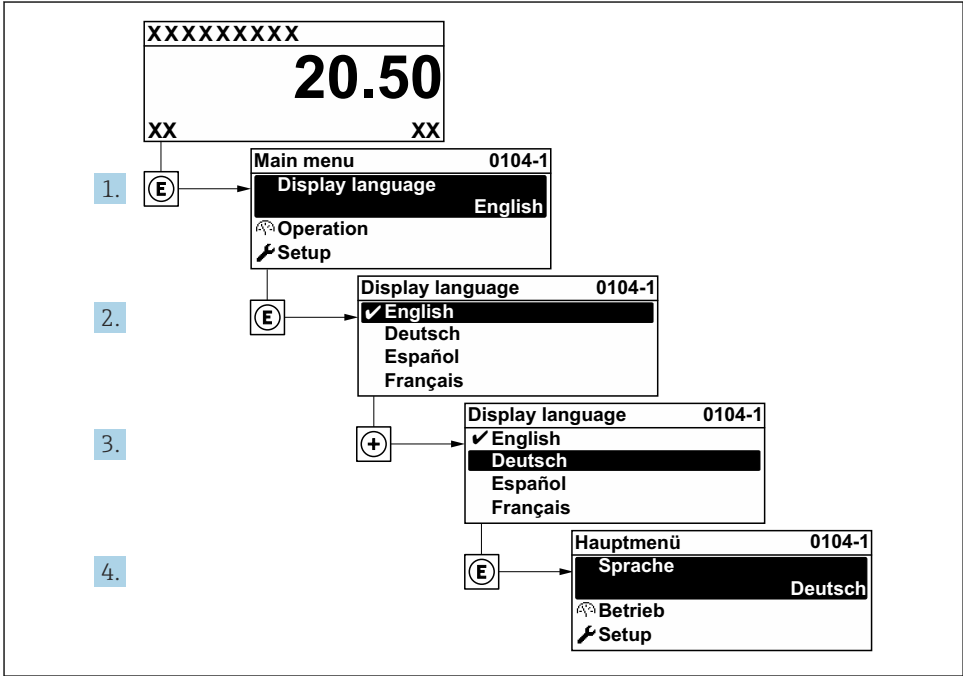 XXXXXXXXX
20.50
XX XX
1. E
Main menu 0104-1
Display language
English
Operation
Setup
2. E
Display language 0104-1
✔English
Deutsch
Español
Français
3. +
Display language 0104-1
✔English
Deutsch
Español
Français
4. E
Hauptmenü 0104-1
Sprache
Deutsch
Betrieb
Setup